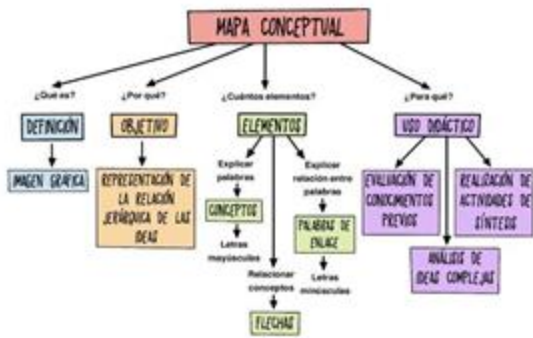 MAPA CONCEPTUAL
¿Qué es?
¿Por qué?
¿Cuántos elementos?
¿Para qué?
DEFINICIÓN
OBJETIVO
ELEMENTOS
USO DIDÁCTICO
IMAGEN GRÁFICA
REPRESENTACIÓN DE
LA RELACIÓN
JERÁRQUICA DE LAS
IDEAS
Explicar
palabras
CONCEPTOS
Letras
mayúsculas
Relacionar
conceptos
FLECHAS
Explicar
relación entre
palabras
PALABRAS DE
ENLACE
Letras
minúsculas
EVALUACIÓN DE
CONOCIMIENTOS
PREVIOS
ANÁLISIS DE
IDEAS COMPLEJAS
REALIZACIÓN DE
ACTIVIDADES DE
SÍNTESIS